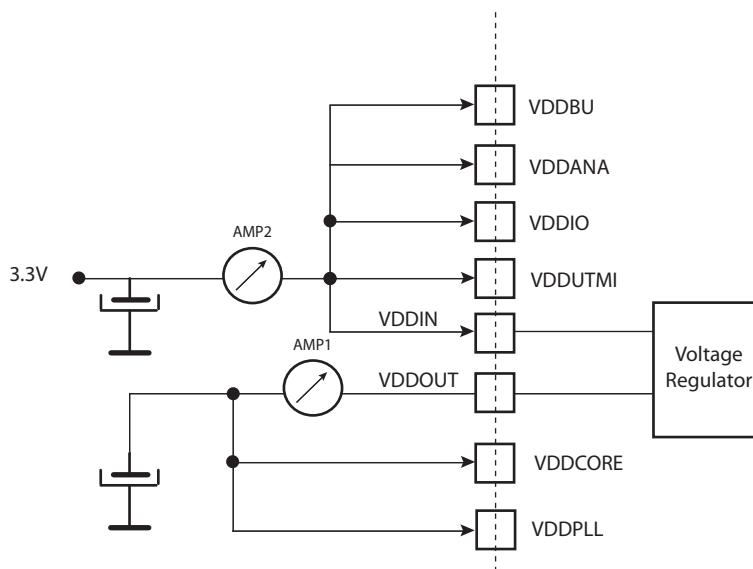 VDDBU
VDDANA
VDDIO
AMP2
3.3V
VDDUTMI
VDDIN
AMP1
Voltage
Regulator
VDDOUT
VDDCORE
VDDPLL